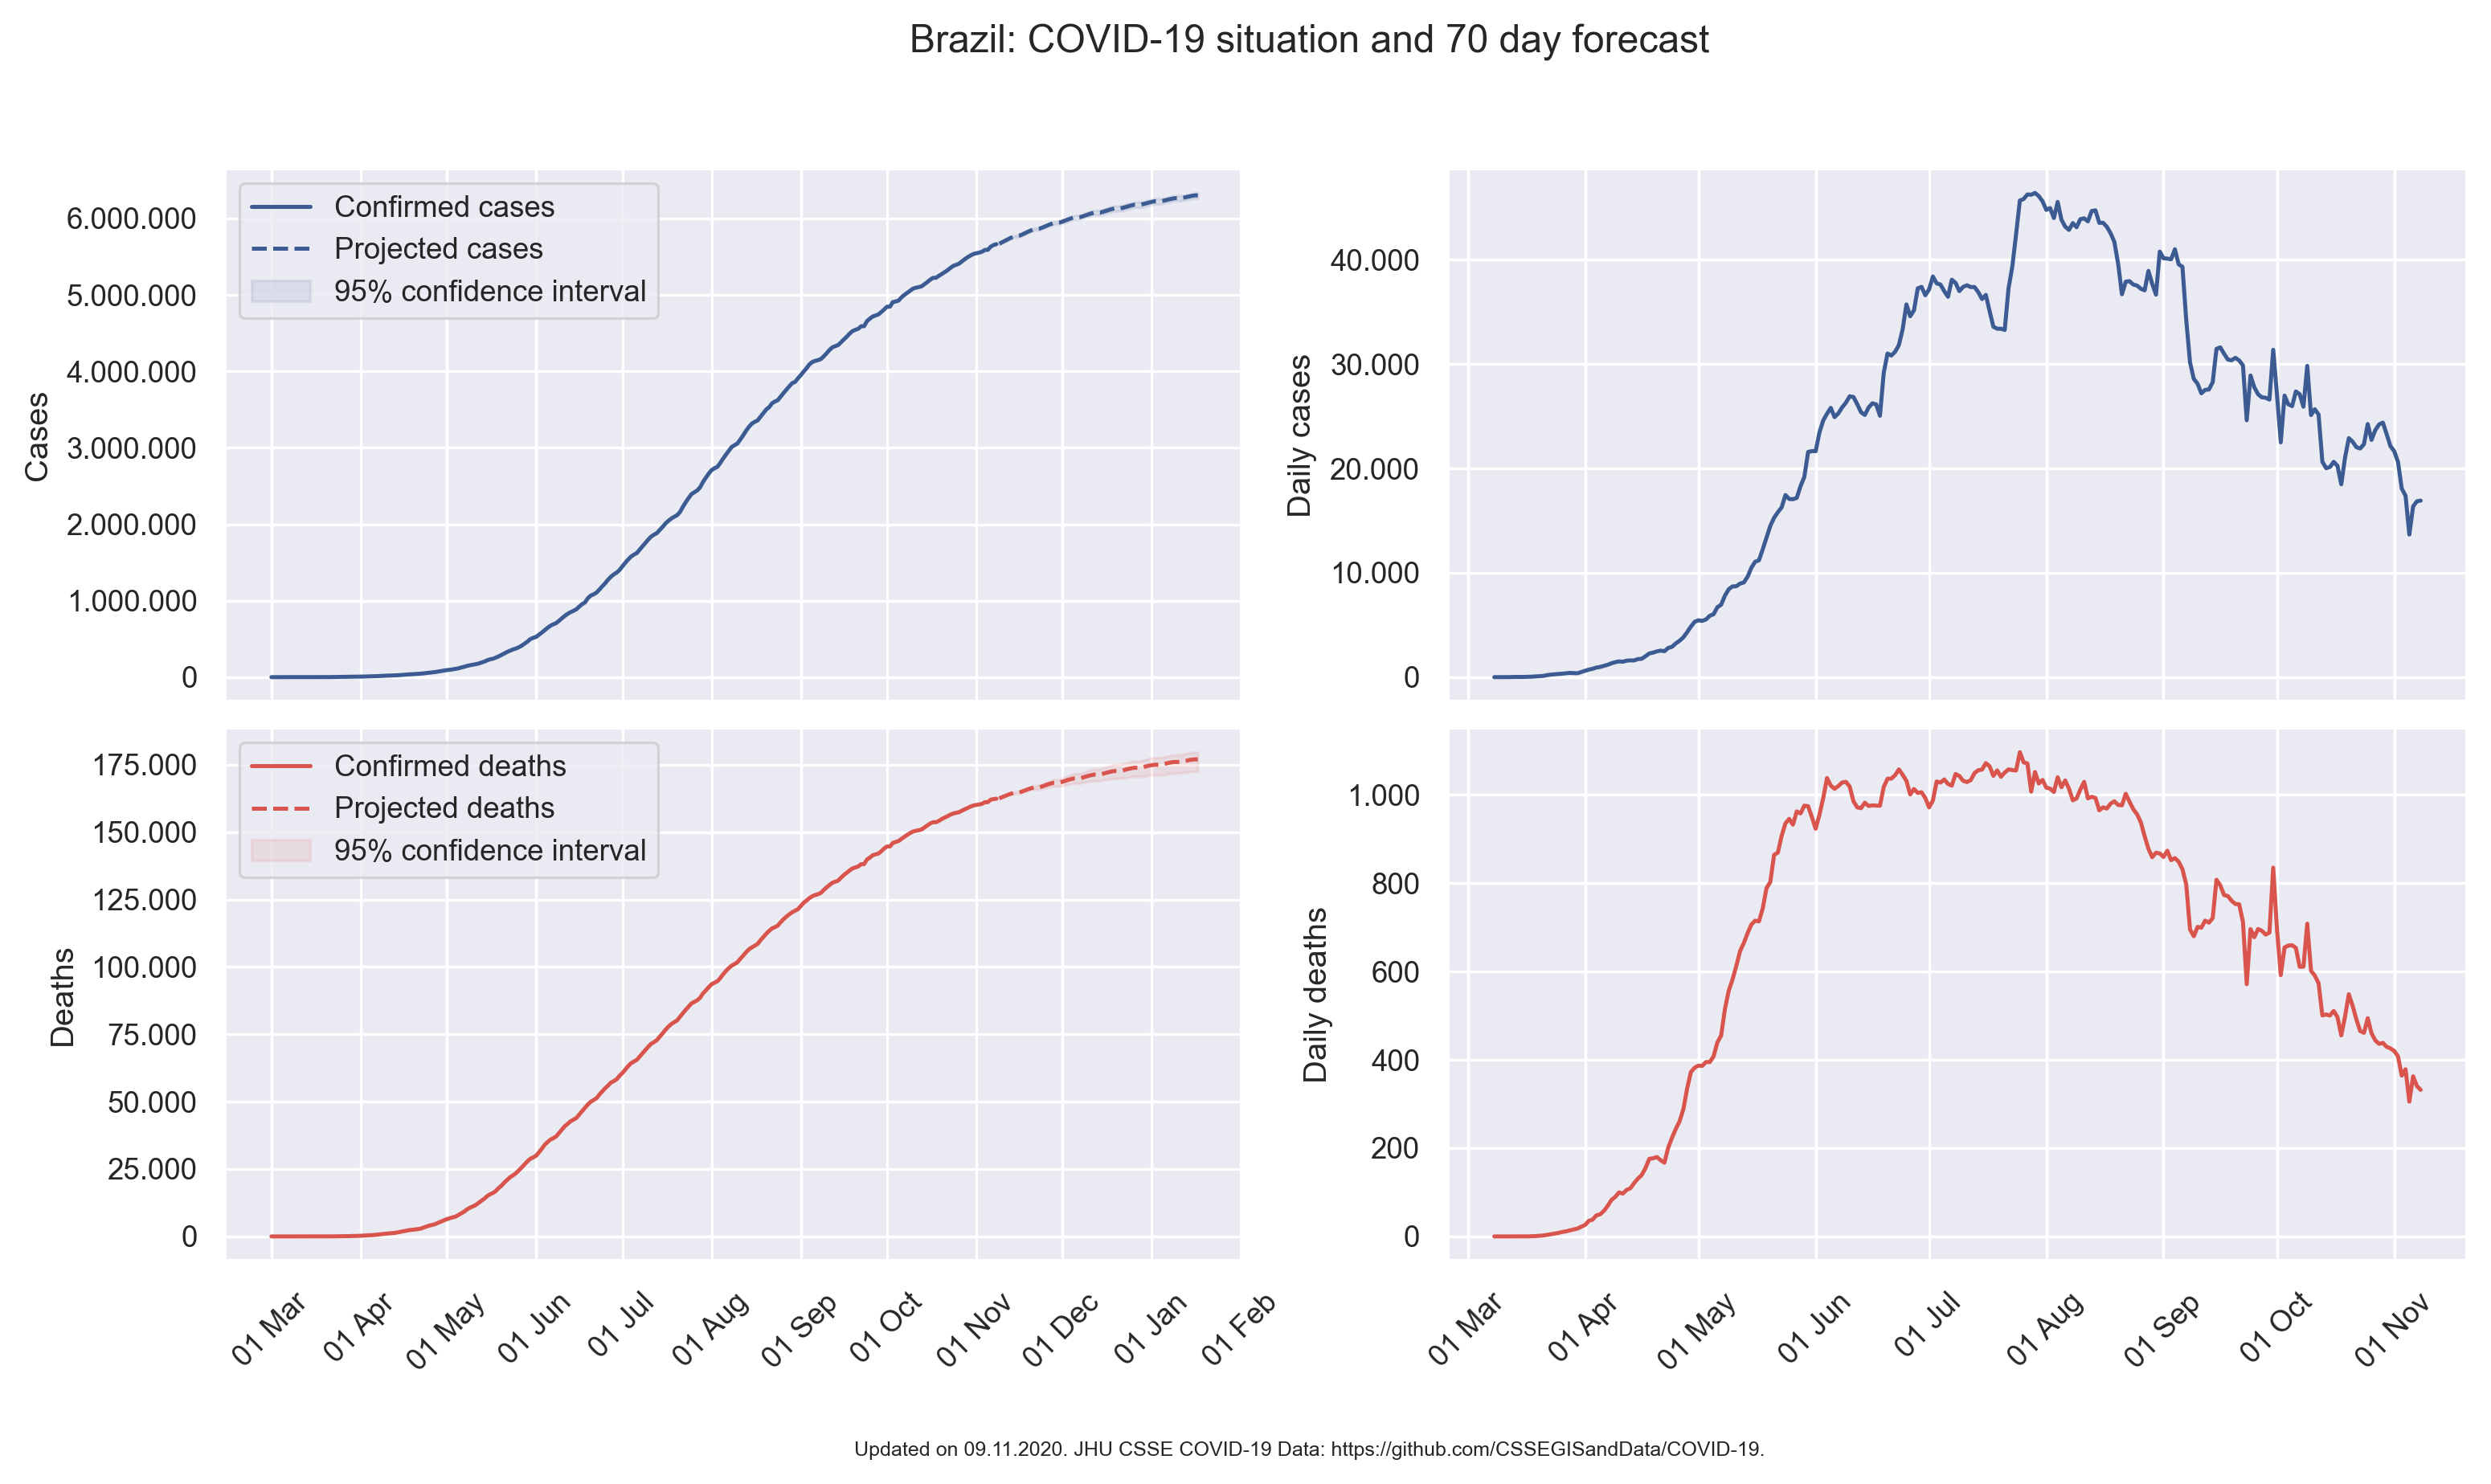 Brazil: COVID-19 situation and 70 day forecast
Confirmed cases
Projected cases
95% confidence interval
6.000.000
5.000.000
4.000.000
3.000.000
2.000.000
1.000.000
0
Cases
40.000
30.000
20.000
10.000
0
Daily cases
Confirmed deaths
Projected deaths
95% confidence interval
175.000
150.000
125.000
100.000
75.000
50.000
25.000
0
Deaths
01 Mar
01 Apr
01 May
01 Jun
01 Jul
01 Aug
01 Sep
01 Oct
01 Nov
01 Dec
01 Jan
01 Feb
1.000
800
600
400
200
0
Daily deaths
01 Mar
01 Apr
01 May
01 Jun
01 Jul
01 Aug
01 Sep
01 Oct
01 Nov
Updated on 09.11.2020. JHU CSSE COVID-19 Data: https://github.com/CSSEGISandData/COVID-19.